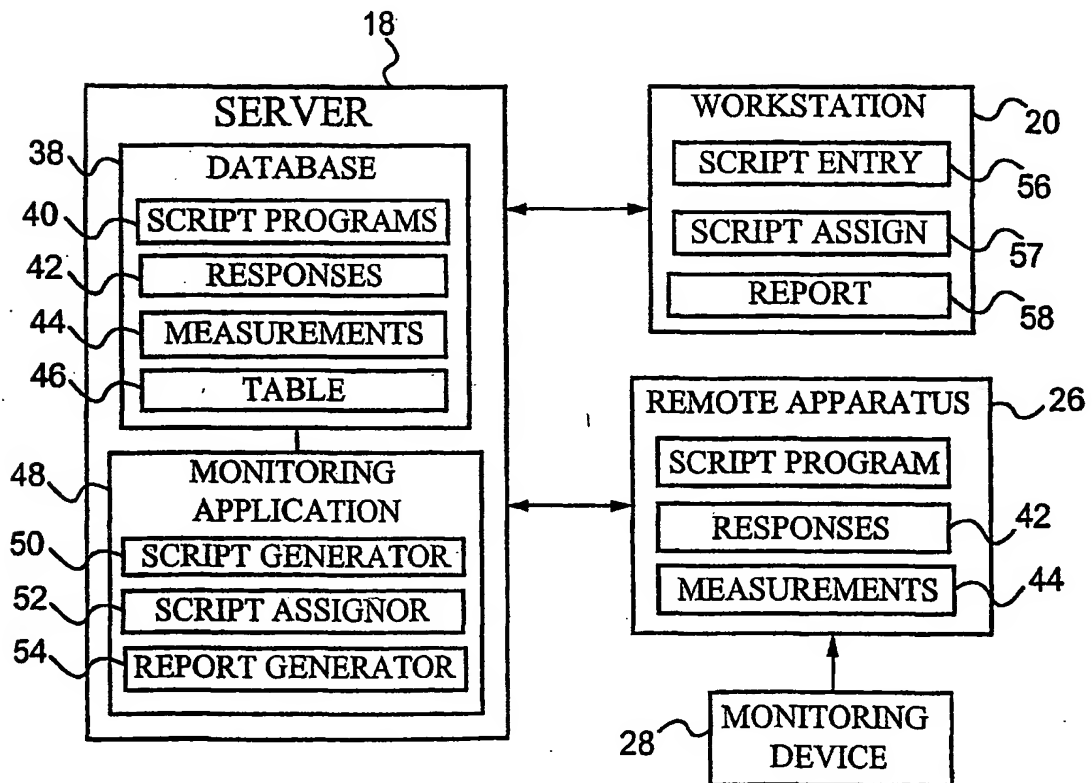 18
SERVER
38
DATABASE
40
SCRIPT PROGRAMS
42
RESPONSES
44
MEASUREMENTS
46
TABLE
48
MONITORING
APPLICATION
50
SCRIPT GENERATOR
52
SCRIPT ASSIGNOR
54
REPORT GENERATOR
WORKSTATION
20
SCRIPT ENTRY
56
SCRIPT ASSIGN
57
REPORT
58
REMOTE APPARATUS
26
SCRIPT PROGRAM
RESPONSES
42
MEASUREMENTS
44
28
MONITORING
DEVICE